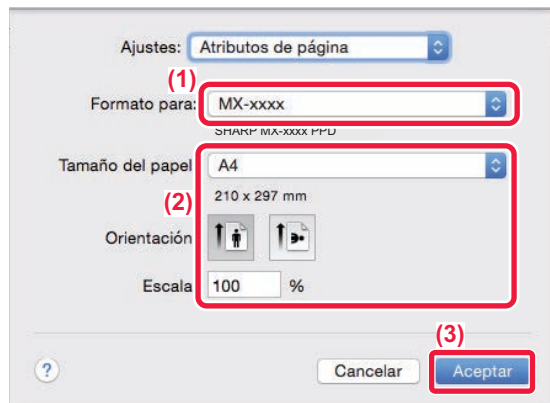 Ajustes: Atributos de página
(1)
Formato para: MX-xxxx
SHARP MX-xxxx PPD
Tamaño del papel A4
210 x 297 mm
(2)
Orientación
Escala 100 %
(3)
? Cancelar Aceptar